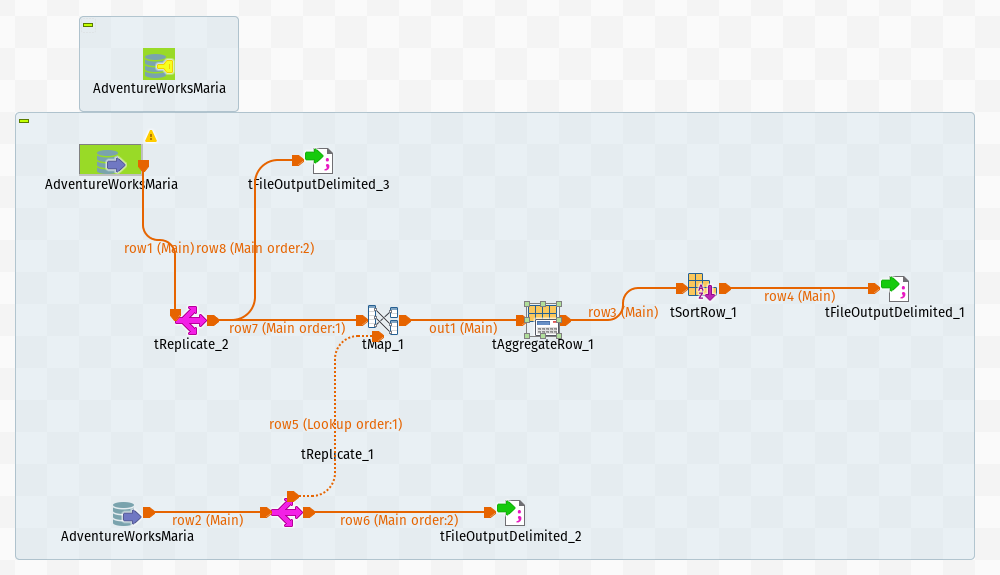 AdventureWorksMaria
AdventureWorksMaria
tFileOutputDelimited_3
row1 (Main)
row8 (Main order:2)
tReplicate_2
row7 (Main order:1)
tMap_1
out1 (Main)
tAggregateRow_1
row3 (Main)
tSortRow_1
row4 (Main)
tFileOutputDelimited_1
row5 (Lookup order:1)
tReplicate_1
AdventureWorksMaria
row2 (Main)
row6 (Main order:2)
tFileOutputDelimited_2